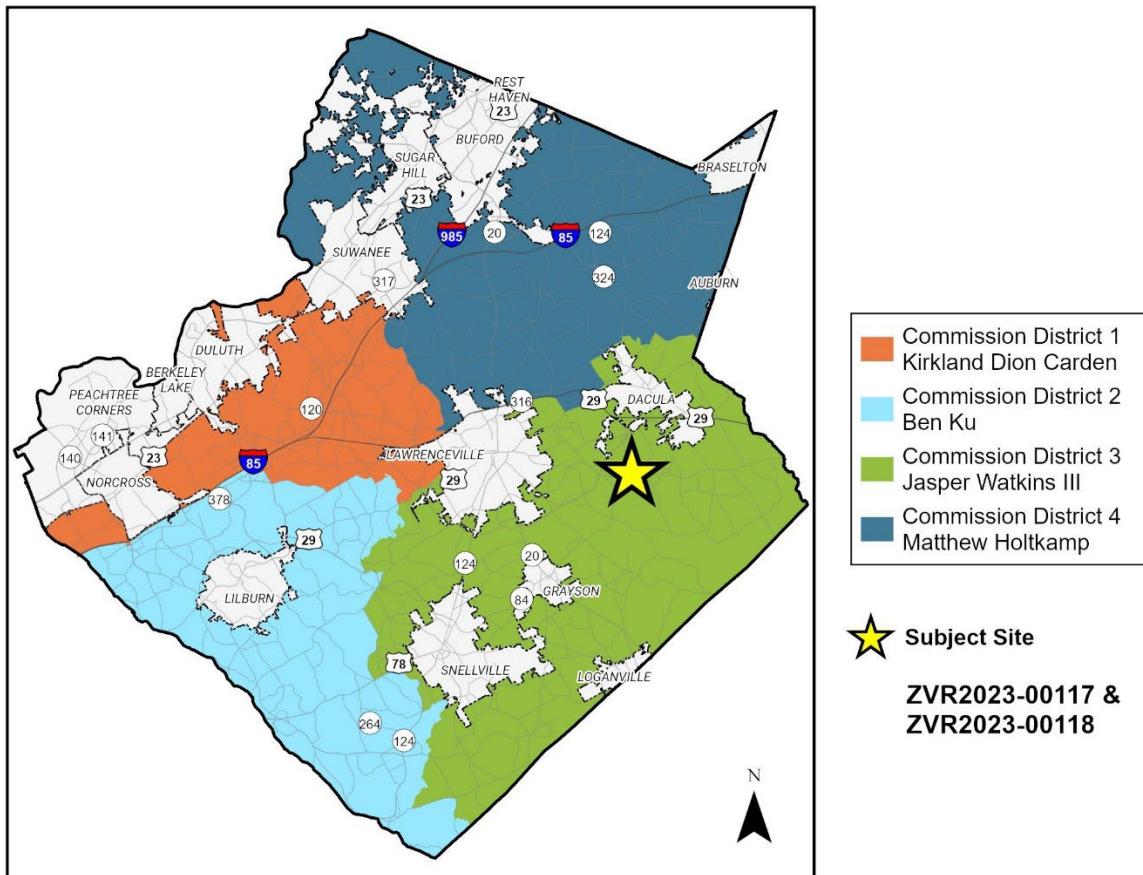 REST
HAVEN
23
BUFORD
SUGAR
HILL
23
BRASELTON
985
20
85
124
SUWANEE
317
324
AUBURN
DULUTH
BERKELEY
LAKE
PEACHTREE
CORNERS
120
141
140
23
NORCROSS
85
378
316
29
DACULA
29
LAWRENCEVILLE
29
29
LILBURN
124
20
GRAYSON
84
78
SNELLVILLE
LOGANVILLE
264
124
N
Commission District 1
Kirkland Dion Carden
Commission District 2
Ben Ku
Commission District 3
Jasper Watkins III
Commission District 4
Matthew Holtkamp
Subject Site
ZVR2023-00117 &
ZVR2023-00118